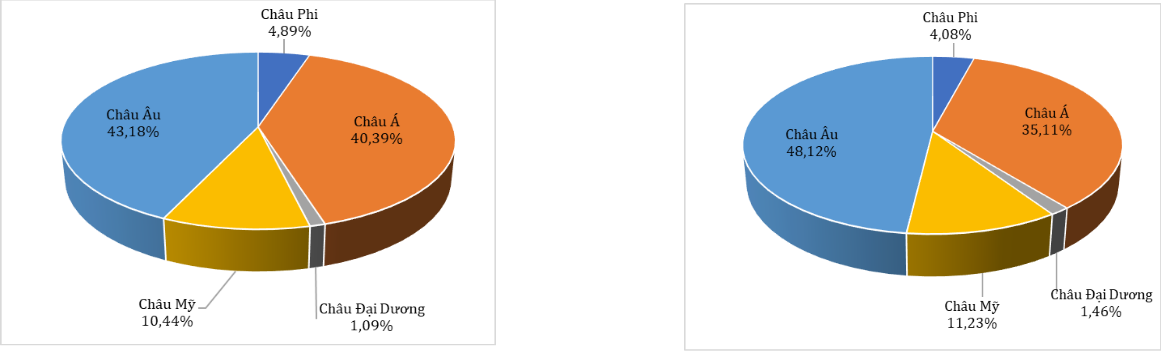 Châu Phi
4,89%
Châu Âu
43,18%
Châu Á
40,39%
Châu Mỹ
10,44%
Châu Đại Dương
1,09%
Châu Phi
4,08%
Châu Á
35,11%
Châu Âu
48,12%
Châu Đại Dương
1,46%
Châu Mỹ
11,23%